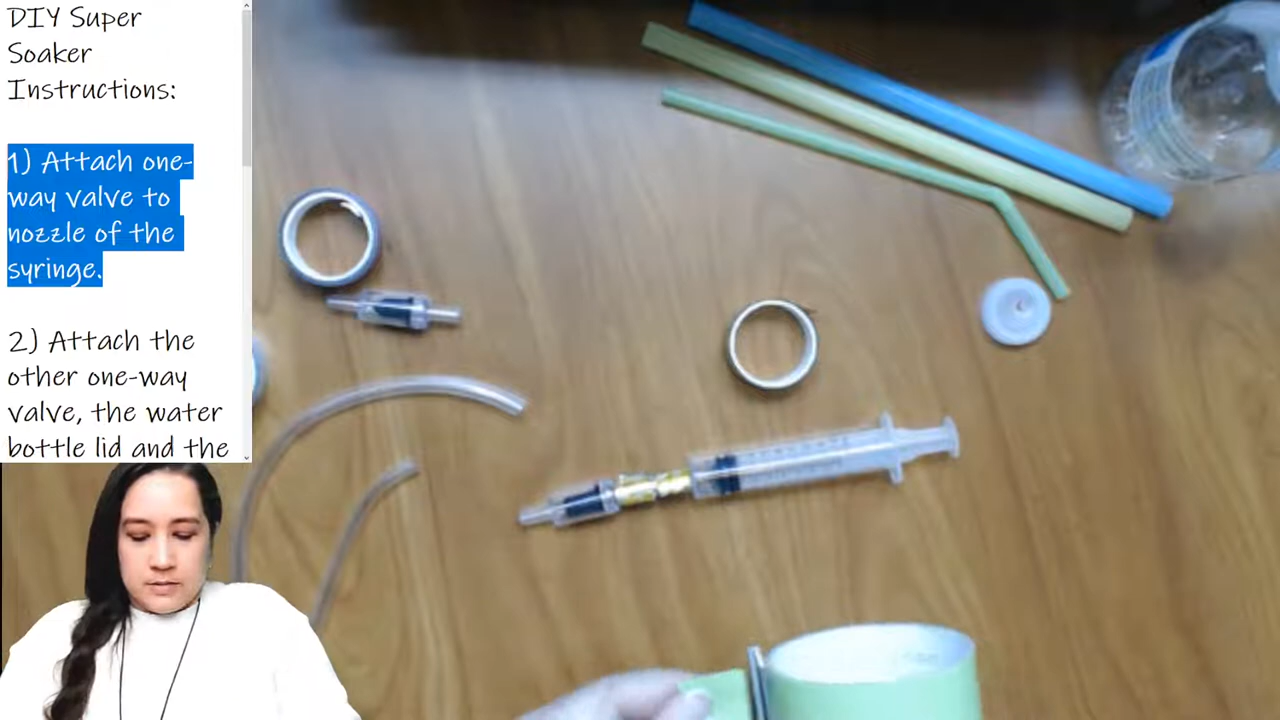 DIY Super
Soaker
Instructions:
1) Attach one-
way valve to
nozzle of the
syringe.
2) Attach the
other one-way
valve, the water
bottle lid and the